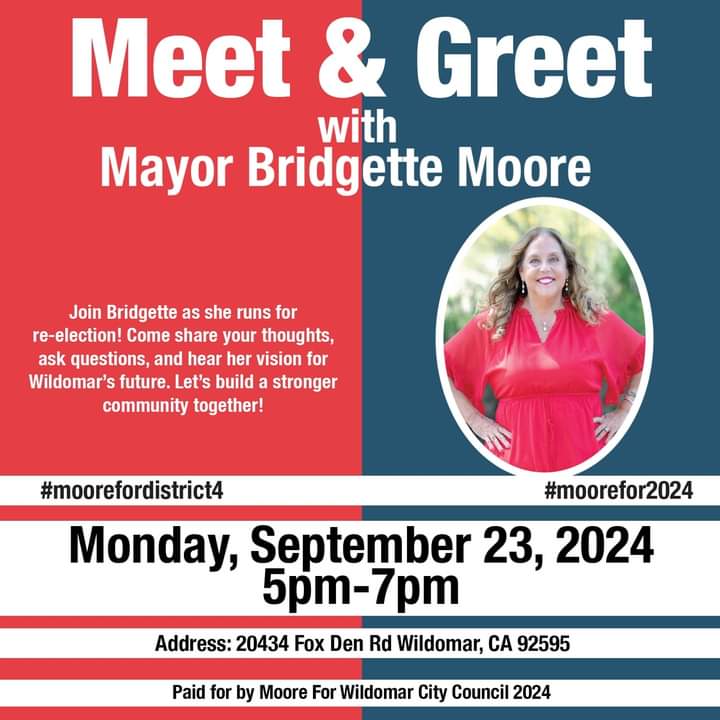 Meet & Greet
with
Mayor Bridgette Moore
Join Bridgette as she runs for
re-election! Come share your thoughts,
ask questions, and hear her vision for
Wildomar's future. Let's build a stronger
community together!
#moorefordistrict4
#moorefor2024
Monday, September 23, 2024
5pm-7pm
Address: 20434 Fox Den Rd Wildomar, CA 92595
Paid for by Moore For Wildomar City Council 2024